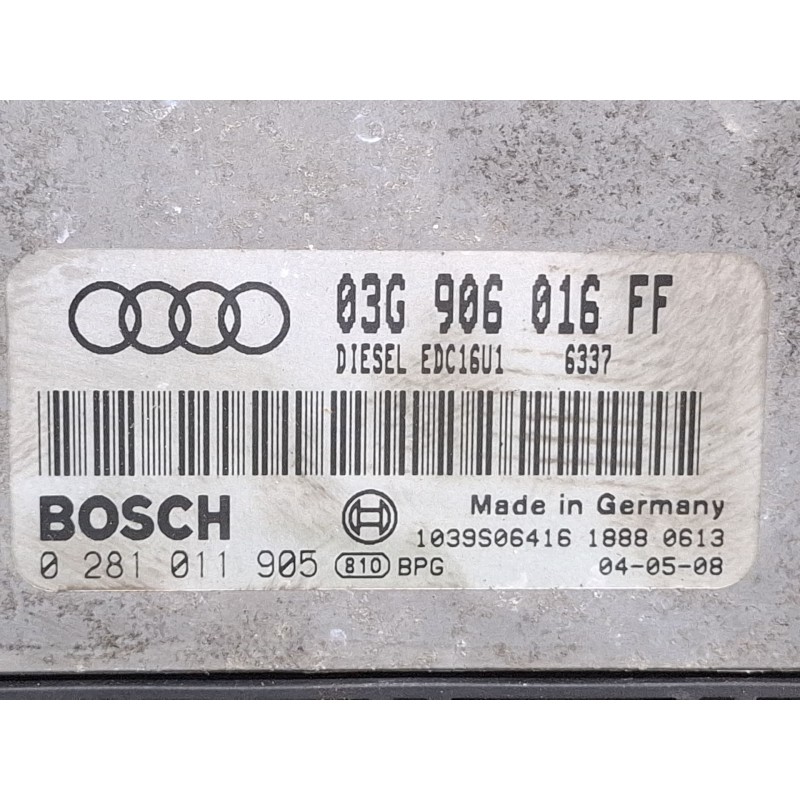 03G 906 016 FF
DIESEL EDC16U1 6337
BOSCH
Made in Germany
1039S06416 1888 0613
0 281 011 905 810 BPG 04-05-08